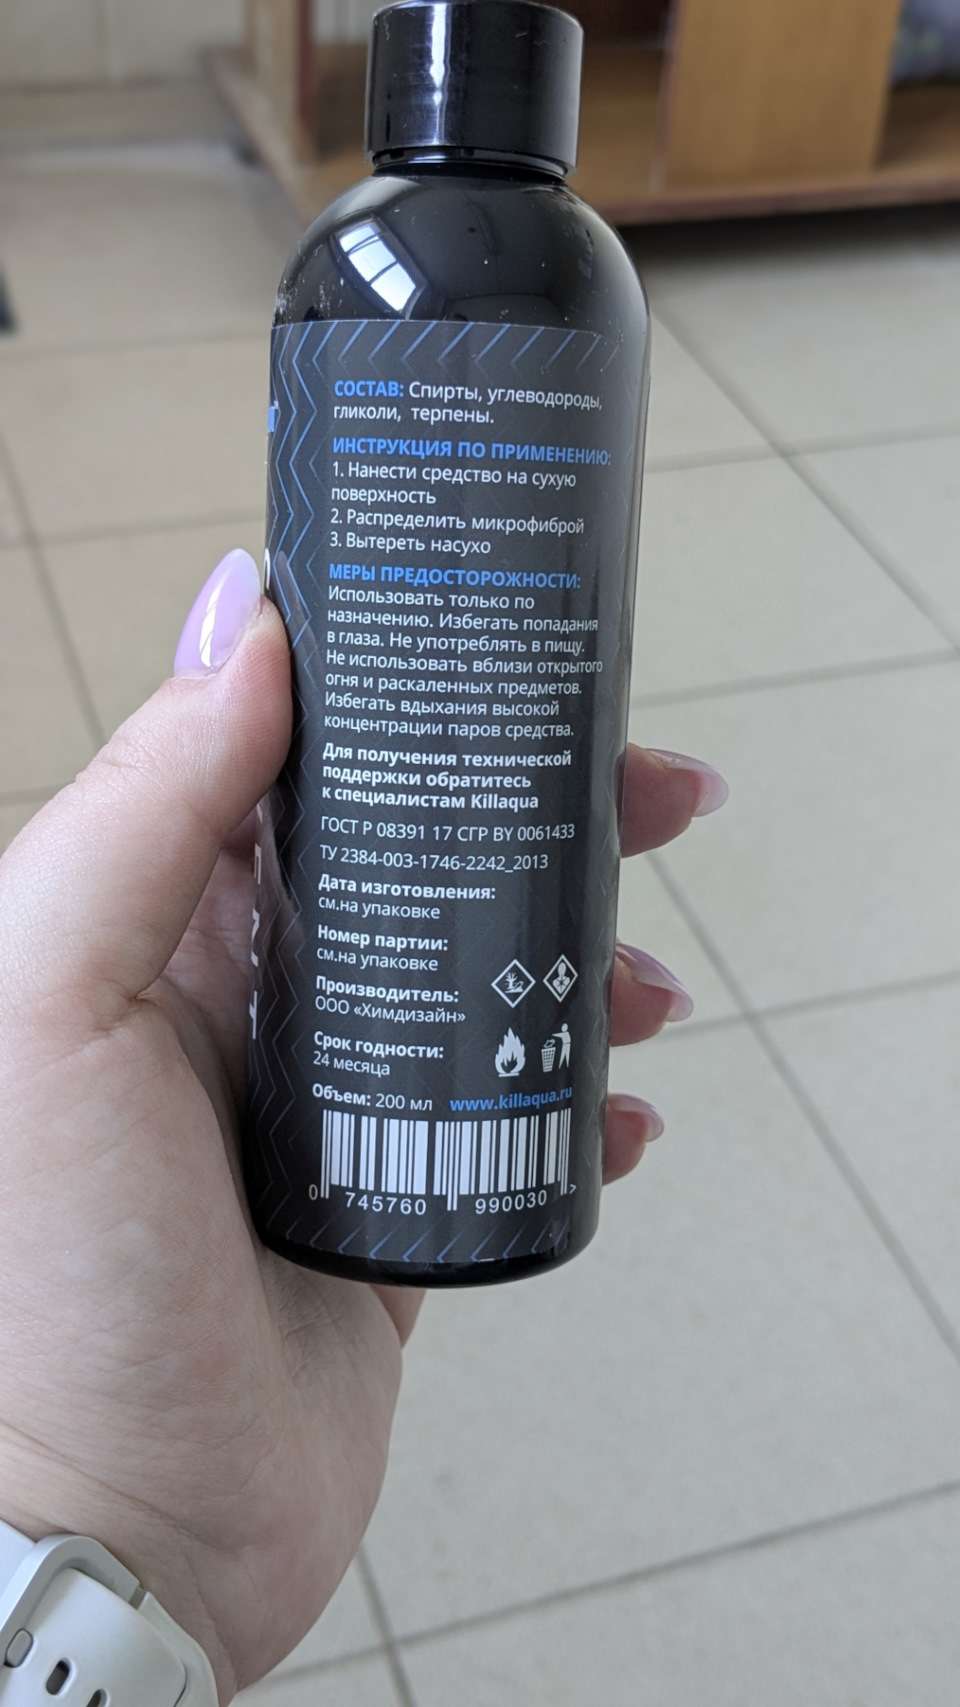 СОСТАВ: Спирты, углеводороды,
гликоли, терпены.
ИНСТРУКЦИЯ ПО ПРИМЕНЕНИЮ:
1. Нанести средство на сухую
поверхность
2. Распределить микрофиброй
3. Вытереть насухо
МЕРЫ ПРЕДОСТОРОЖНОСТИ:
Использовать только по
назначению. Избегать попадания
в глаза. Не употреблять в пищу.
Не использовать вблизи открытого
огня и раскаленных предметов.
Избегать вдыхания высокой
концентрации паров средства.
Для получения технической
поддержки обратитесь
к специалистам Killaqua
ГОСТ Р 08391 17 СГР BY 0061433
ТУ 2384-003-1746-2242_2013
Дата изготовления:
см.на упаковке
Номер партии:
см.на упаковке
Производитель:
ООО «Химдизайн»
Срок годности:
24 месяца
Объем: 200 мл www.killaqua.ru
0 745760 990030 >